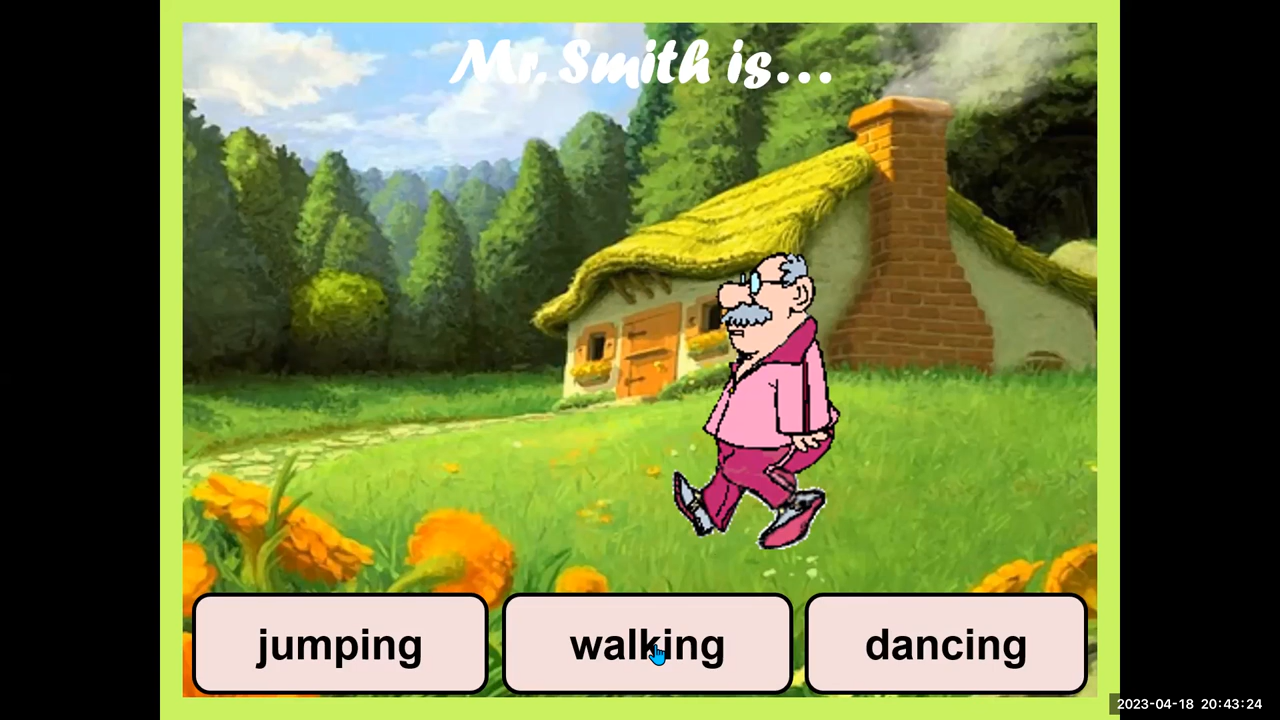 Mr. Smith is...
jumping
walking
dancing
2023-04-18 20:43:24